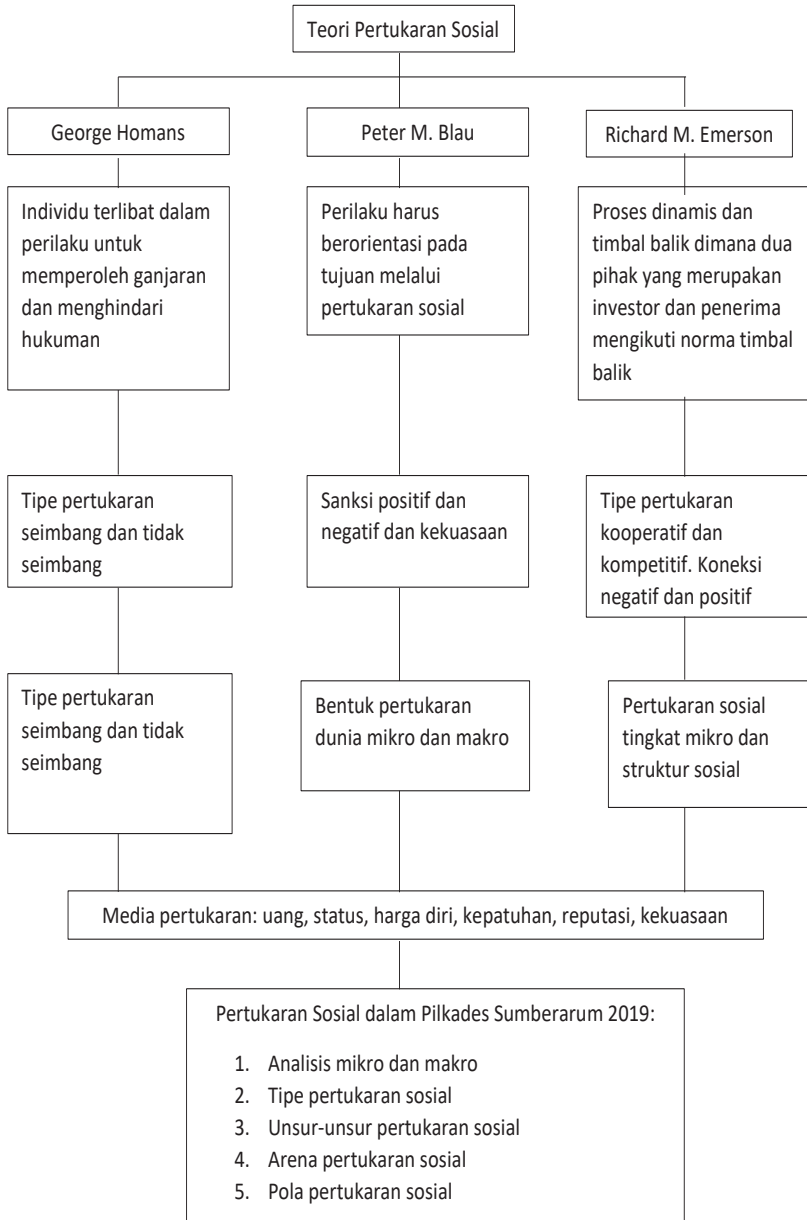 Teori Pertukaran Sosial
George Homans
Peter M. Blau
Richard M. Emerson
Individu terlibat dalam
perilaku untuk
memperoleh ganjaran
dan menghindari
hukuman
Perilaku harus
berorientasi pada
tujuan melalui
pertukaran sosial
Proses dinamis dan
timbal balik dimana dua
pihak yang merupakan
investor dan penerima
mengikuti norma timbal
balik
Tipe pertukaran
seimbang dan tidak
seimbang
Sanksi positif dan
negatif dan kekuasaan
Tipe pertukaran
kooperatif dan
kompetitif. Koneksi
negatif dan positif
Tipe pertukaran
seimbang dan tidak
seimbang
Bentuk pertukaran
dunia mikro dan makro
Pertukaran sosial
tingkat mikro dan
struktur sosial
Media pertukaran: uang, status, harga diri, kepatuhan, reputasi, kekuasaan
Pertukaran Sosial dalam Pilkades Sumberarum 2019:
1. Analisis mikro dan makro
2. Tipe pertukaran sosial
3. Unsur-unsur pertukaran sosial
4. Arena pertukaran sosial
5. Pola pertukaran sosial